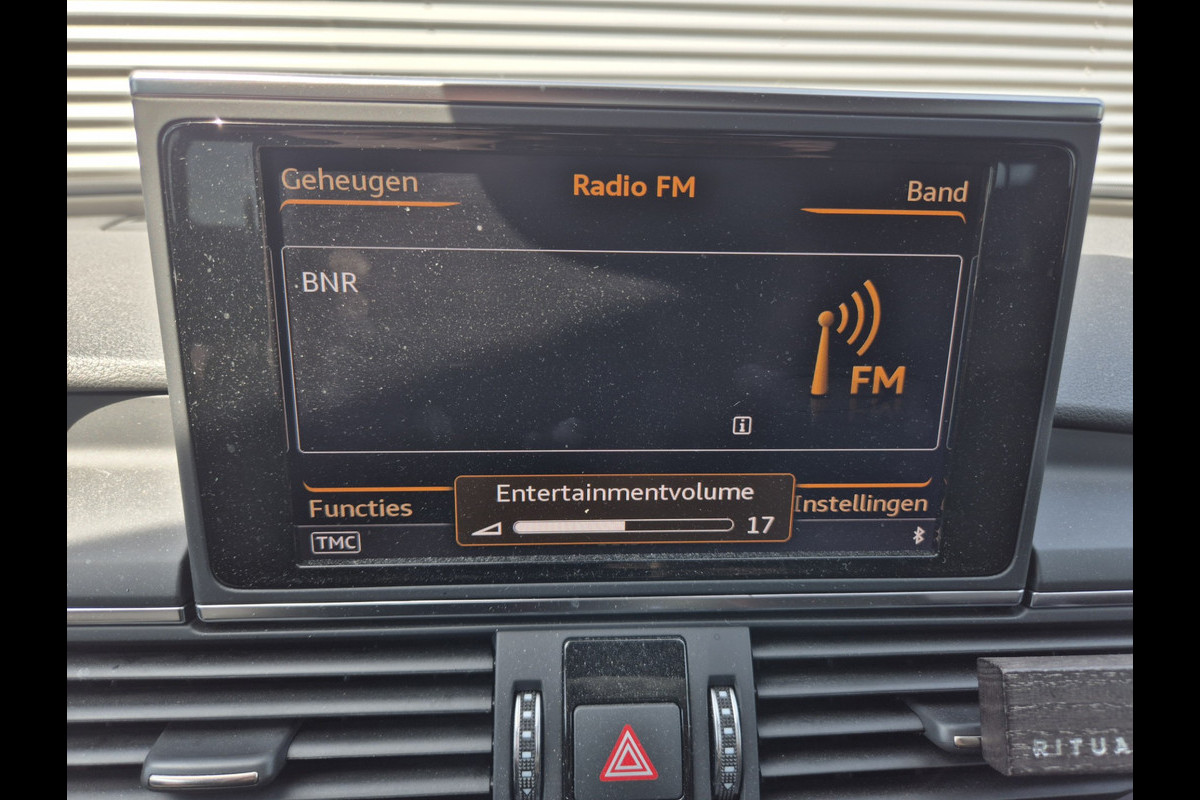 Geheugen
Radio FM
Band
BNR
FM
i
Functies
Entertainmentvolume
17
Instellingen
TMC
RITUA